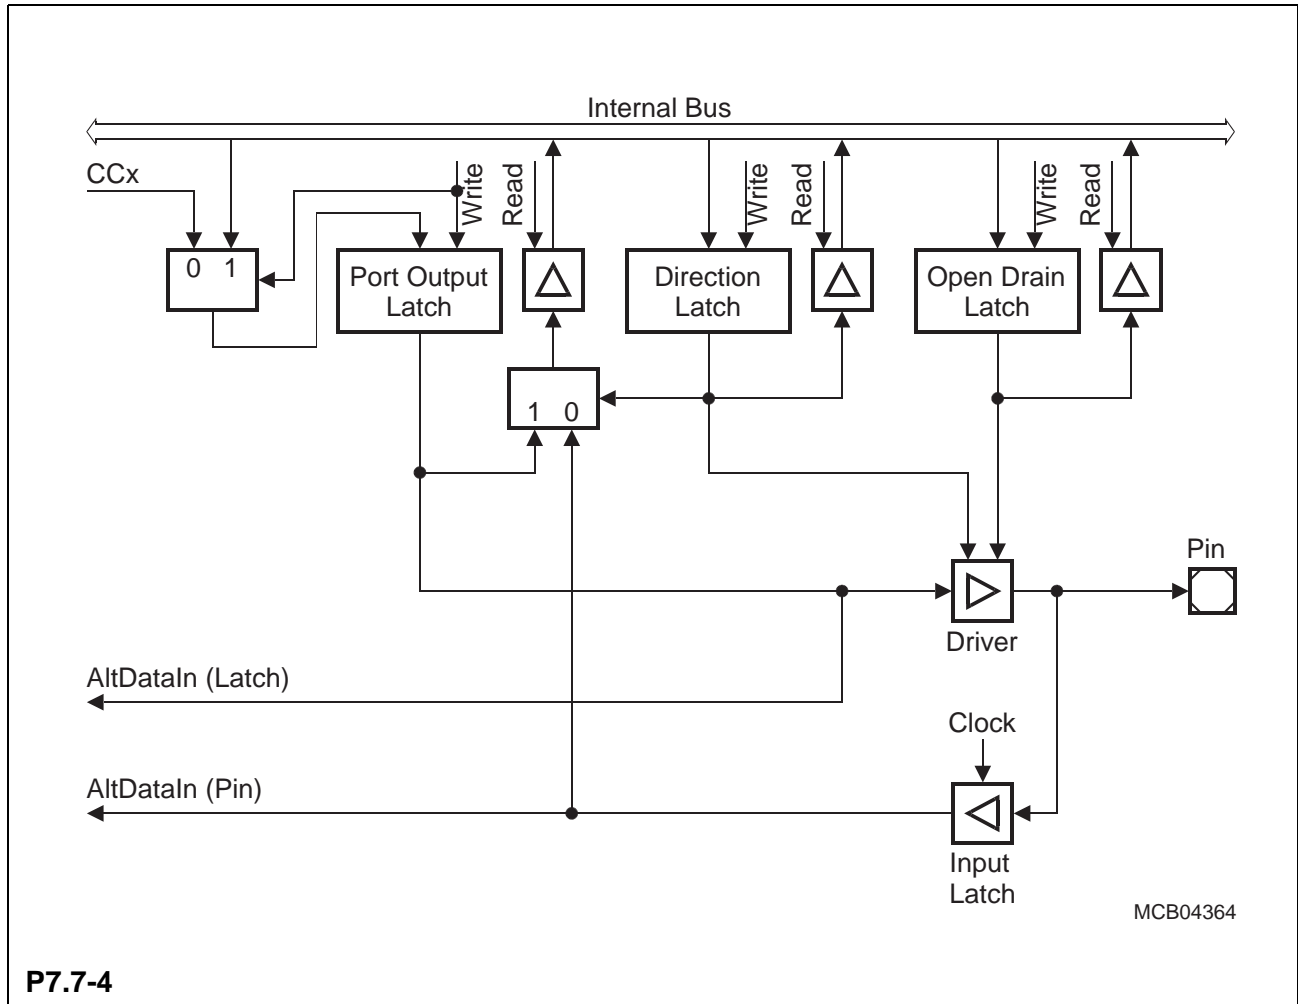 Internal Bus
CCx
Write
Read
Write
Read
Write
Read
0 1
Port Output
Latch
Direction
Latch
Open Drain
Latch
1 0
Pin
Driver
AltDataIn (Latch)
Clock
AltDataIn (Pin)
Input
Latch
MCB04364
P7.7-4